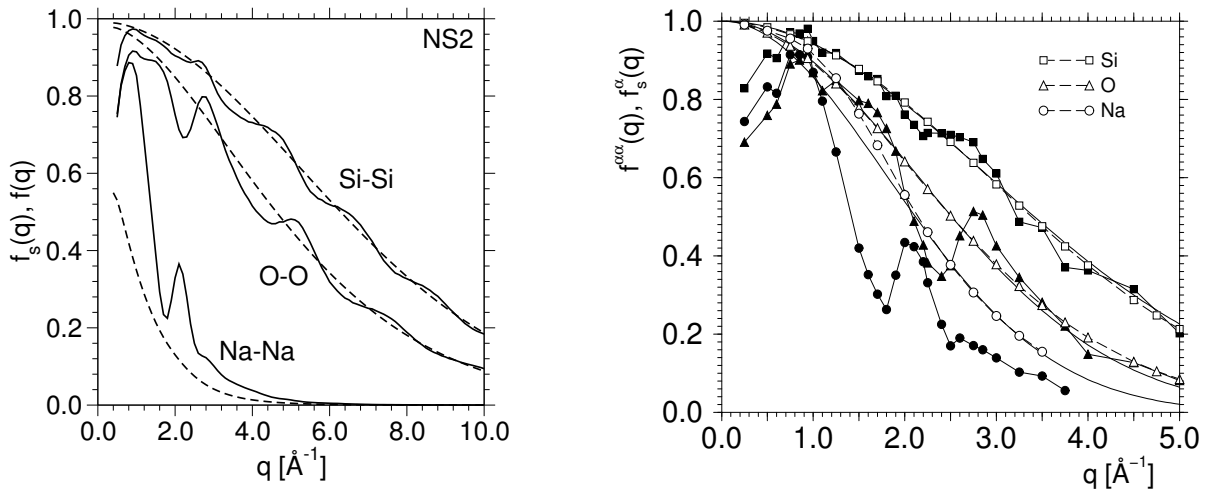 NS2
1.0
0.8
0.6
0.4
0.2
0.0
f_s(q), f(q)
Si-Si
O-O
Na-Na
0.0 2.0 4.0 6.0 8.0 10.0
q [Å⁻¹]
1.0
0.8
0.6
0.4
0.2
0.0
f^αα(q), f_s^α(q)
Si
O
Na
0.0 1.0 2.0 3.0 4.0 5.0
q [Å⁻¹]